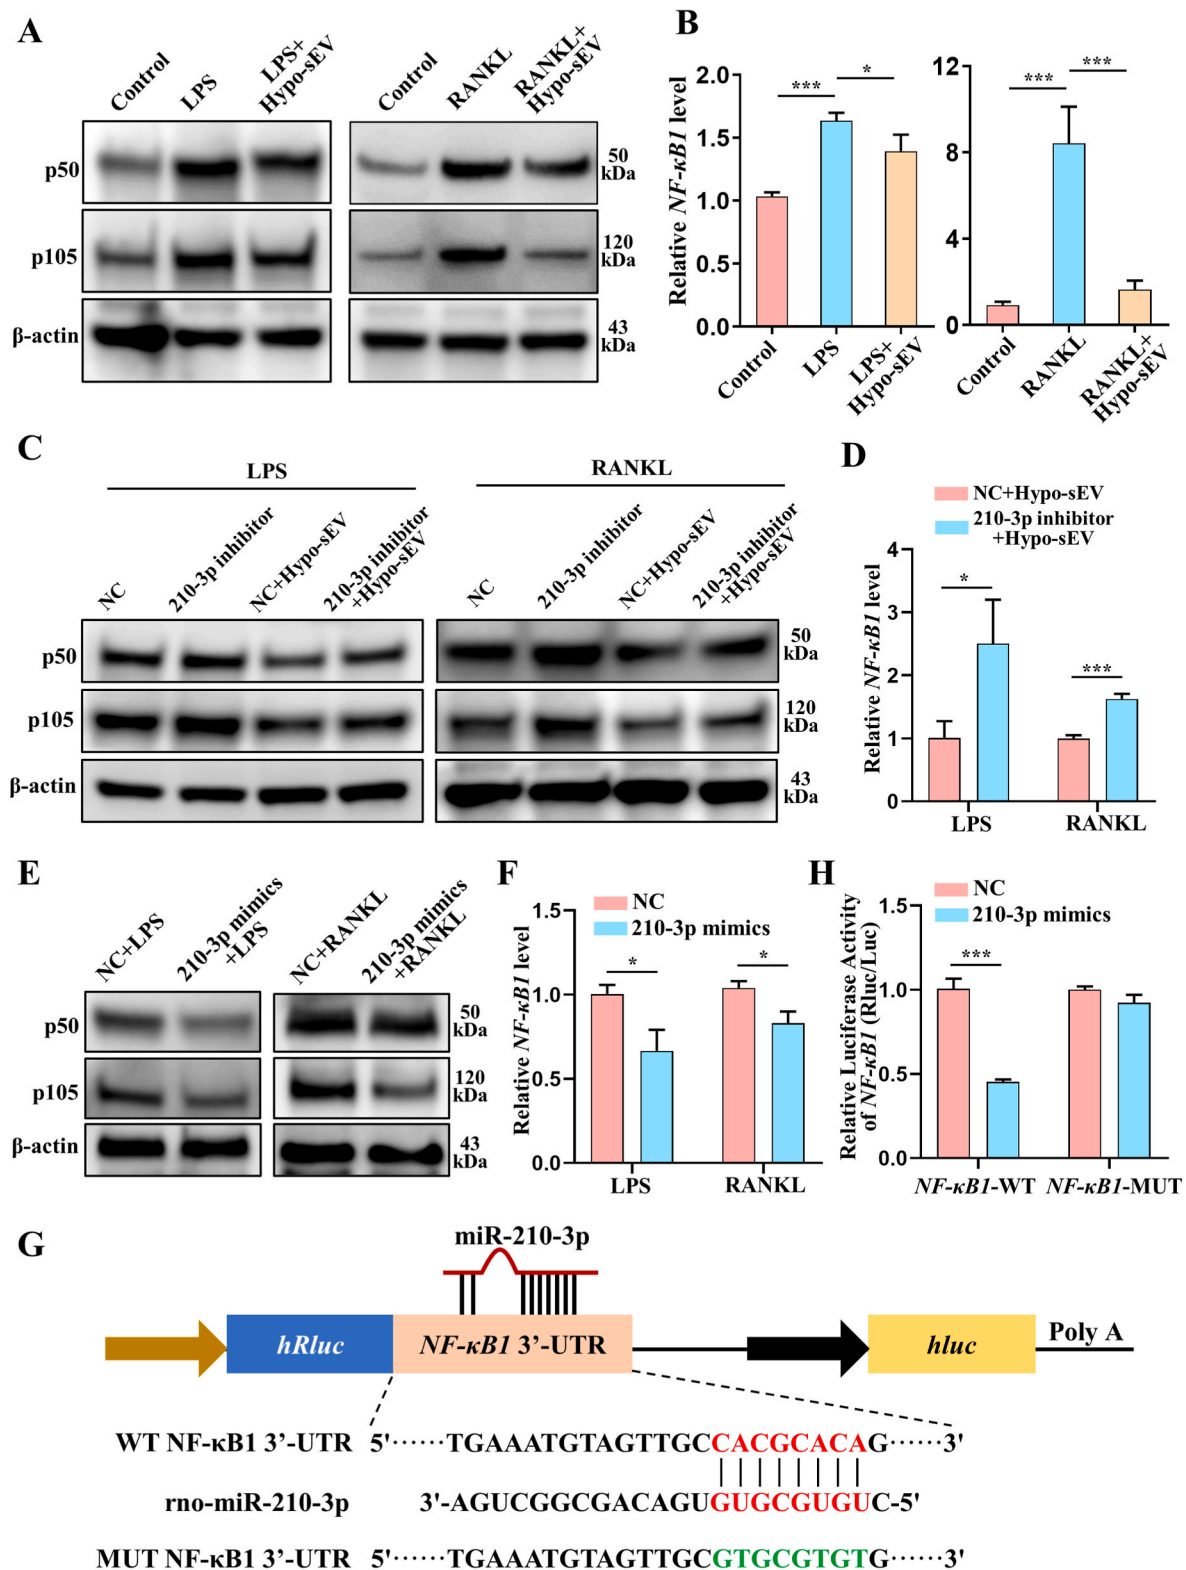 A
Control
LPS
LPS+
Hypo-sEV
Control
RANKL
RANKL+
Hypo-sEV
p50
50
kDa
p105
120
kDa
β-actin
43
kDa
B
Relative NF-κB1 level
2.0
1.5
1.0
0.5
0.0
***
*
Control
LPS
LPS+
Hypo-sEV
12
8
4
0
***
***
Control
RANKL
RANKL+
Hypo-sEV
C
LPS
RANKL
NC
210-3p inhibitor
NC+Hypo-sEV
210-3p inhibitor
+Hypo-sEV
NC
210-3p inhibitor
NC+Hypo-sEV
210-3p inhibitor
+Hypo-sEV
p50
50
kDa
p105
120
kDa
β-actin
43
kDa
D
NC+Hypo-sEV
210-3p inhibitor
+Hypo-sEV
Relative NF-κB1 level
4
3
2
1
0
*
***
LPS
RANKL
E
NC+LPS
210-3p mimics
+LPS
NC+RANKL
210-3p mimics
+RANKL
p50
50
kDa
p105
120
kDa
β-actin
43
kDa
F
NC
210-3p mimics
Relative NF-κB1 level
1.5
1.0
0.5
0.0
*
*
LPS
RANKL
H
NC
210-3p mimics
Relative Luciferase Activity
of NF-κB1 (Rluc/Luc)
1.5
1.0
0.5
0.0
***
NF-κB1-WT
NF-κB1-MUT
G
miR-210-3p
hRluc
NF-κB1 3’-UTR
hluc
Poly A
WT NF-κB1 3’-UTR 5'······TGAAATGTAGTTGCCACGCACAG······3'
rno-miR-210-3p 3'-AGUCGGCGACAGUGUGCGUGUC-5'
MUT NF-κB1 3’-UTR 5'······TGAAATGTAGTTGCGTGCGTGTG······3'